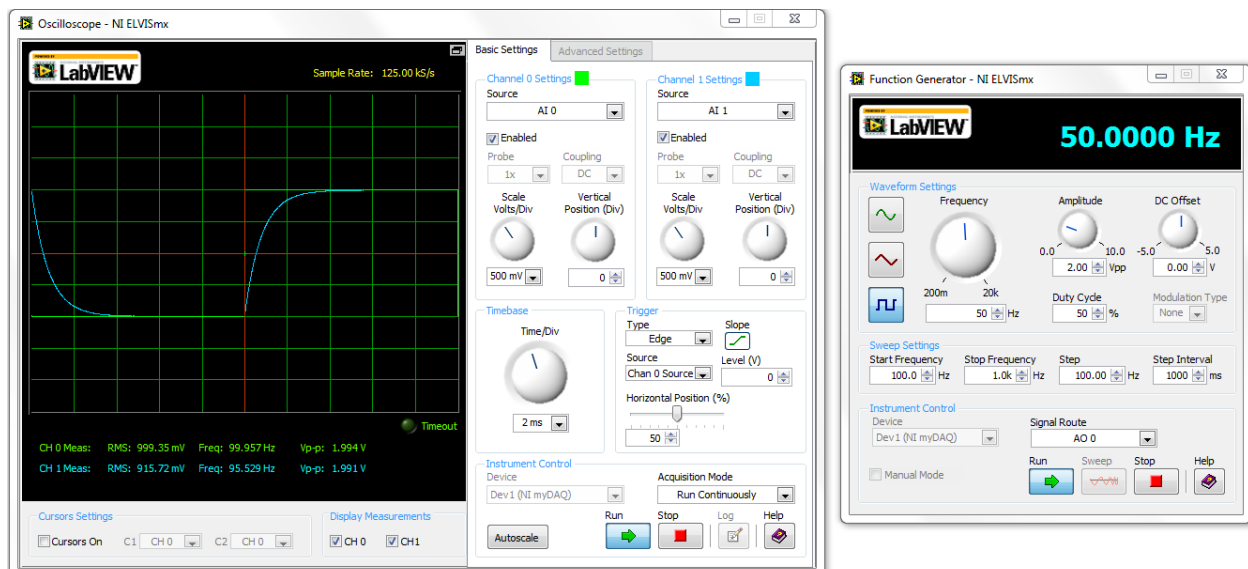 Oscilloscope - NI ELVISmx
LabVIEW
Sample Rate: 125.00 kS/s
Timeout
CH 0 Meas: RMS: 999.35 mV Freq: 99.957 Hz Vp-p: 1.994 V
CH 1 Meas: RMS: 915.72 mV Freq: 95.529 Hz Vp-p: 1.991 V
Cursors Settings
Cursors On C1 CH 0 C2 CH 0
Display Measurements
CH 0 CH1
Basic Settings Advanced Settings
Channel 0 Settings
Source
AI 0
Enabled
Probe Coupling
1x DC
Scale Vertical
Volts/Div Position (Div)
500 mV 0
Channel 1 Settings
Source
AI 1
Enabled
Probe Coupling
1x DC
Scale Vertical
Volts/Div Position (Div)
500 mV 0
Timebase
Time/Div
2 ms
Trigger
Type Slope
Edge
Source Level (V)
Chan 0 Source 0
Horizontal Position (%)
50
Instrument Control
Device Acquisition Mode
Dev1 (NI myDAQ) Run Continuously
Run Stop Log Help
Autoscale
Function Generator - NI ELVISmx
LabVIEW
50.0000 Hz
Waveform Settings
Frequency Amplitude DC Offset
0.0 10.0 -5.0 5.0
2.00 Vpp 0.00 V
200m 20k
50 Hz
Duty Cycle Modulation Type
50 % None
Sweep Settings
Start Frequency Stop Frequency Step Step Interval
100.0 Hz 1.0k Hz 100.00 Hz 1000 ms
Instrument Control
Device Signal Route
Dev1 (NI myDAQ) AO 0
Manual Mode
Run Sweep Stop Help